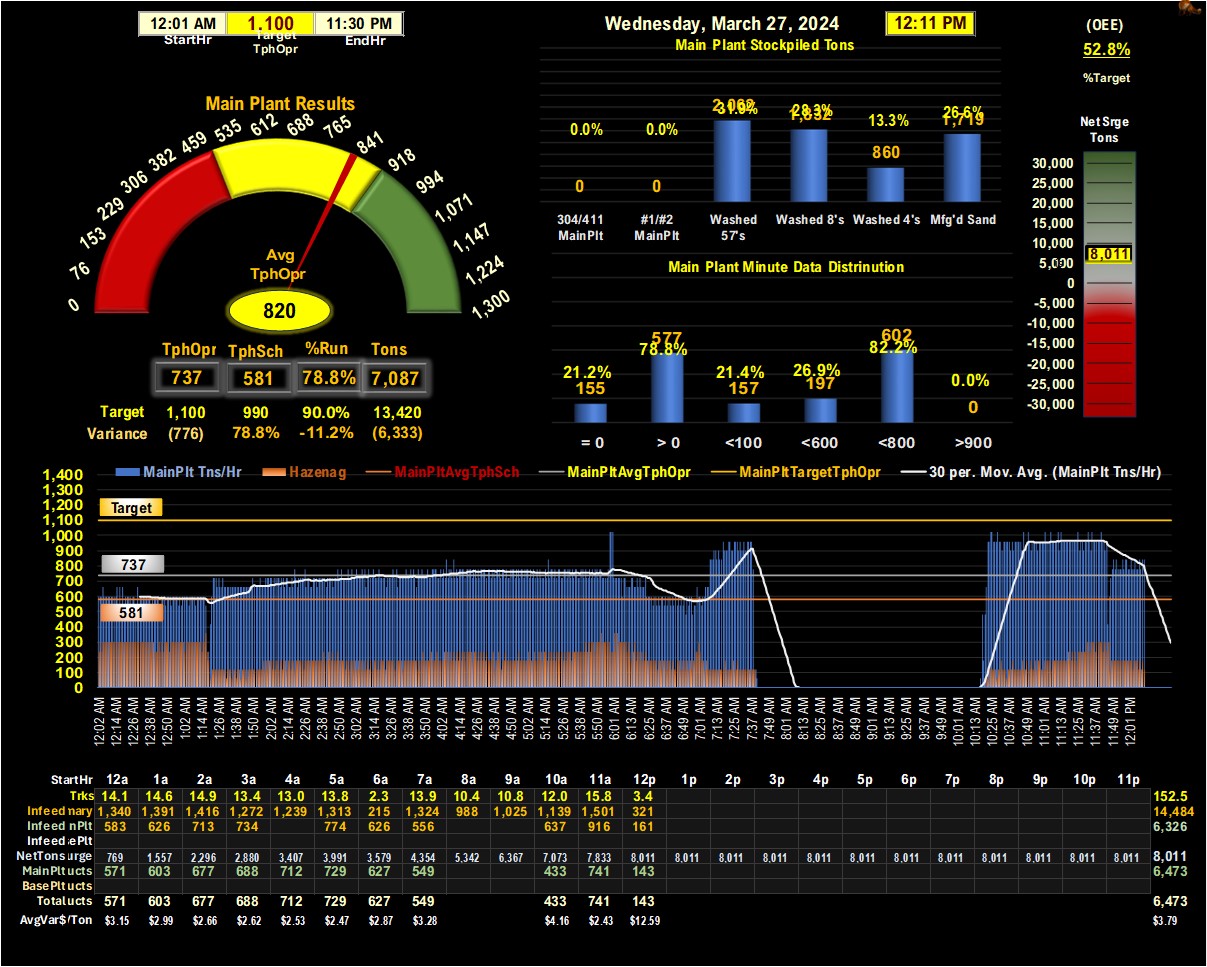 12:01 AM 1,100 11:30 PM
StartHr Target EndHr
TphOpr
Wednesday, March 27, 2024 12:11 PM
(OEE)
52.8%
%Target
Main Plant Results
0 76 153 229 306 382 459 535 612 688 765 841 918 994 1,071 1,147 1,224 1,300
Avg
TphOpr
820
TphOpr TphSch %Run Tons
737 581 78.8% 7,087
Target 1,100 990 90.0% 13,420
Variance (776) 78.8% -11.2% (6,333)
Main Plant Stockpiled Tons
0.0% 0.0% 31.8% 28.3% 13.3% 26.6%
0 0 2,062 1,832 860 1,719
304/411 #1/#2 Washed Washed 8's Washed 4's Mfg'd Sand
MainPlt MainPlt 57's
Main Plant Minute Data Distrinution
21.2% 78.8% 21.4% 26.9% 82.2% 0.0%
155 577 157 197 602 0
= 0 > 0 <100 <600 <800 >900
Net Srge
Tons
30,000
25,000
20,000
15,000
10,000
5,000
0
-5,000
-10,000
-15,000
-20,000
-25,000
-30,000
8,011
MainPlt Tns/Hr Hazenag MainPltAvgTphSch MainPltAvgTphOpr MainPltTargetTphOpr 30 per. Mov. Avg. (MainPlt Tns/Hr)
1,400
1,300
1,200
1,100
1,000
900
800
700
600
500
400
300
200
100
0
Target
737
581
12:02 AM 12:14 AM 12:26 AM 12:38 AM 12:50 AM 1:02 AM 1:14 AM 1:26 AM 1:38 AM 1:50 AM 2:02 AM 2:14 AM 2:26 AM 2:38 AM 2:50 AM 3:02 AM 3:14 AM 3:26 AM 3:38 AM 3:50 AM 4:02 AM 4:14 AM 4:26 AM 4:38 AM 4:50 AM 5:02 AM 5:14 AM 5:26 AM 5:38 AM 5:50 AM 6:01 AM 6:13 AM 6:25 AM 6:37 AM 6:49 AM 7:01 AM 7:13 AM 7:25 AM 7:37 AM 7:49 AM 8:01 AM 8:13 AM 8:25 AM 8:37 AM 8:49 AM 9:01 AM 9:13 AM 9:25 AM 9:37 AM 9:49 AM 10:01 AM 10:13 AM 10:25 AM 10:37 AM 10:49 AM 11:01 AM 11:13 AM 11:25 AM 11:37 AM 11:49 AM 12:01 PM
StartHr 12a 1a 2a 3a 4a 5a 6a 7a 8a 9a 10a 11a 12p 1p 2p 3p 4p 5p 6p 7p 8p 9p 10p 11p
Trks 14.1 14.6 14.9 13.4 13.0 13.8 2.3 13.9 10.4 10.8 12.0 15.8 3.4 152.5
Infeed nary 1,340 1,391 1,416 1,272 1,239 1,313 215 1,324 988 1,025 1,139 1,501 321 14,484
Infeed nPlt 583 626 713 734 774 626 556 637 916 161 6,326
Infeed ePlt
NetTons urge 769 1,557 2,296 2,880 3,407 3,991 3,579 4,354 5,342 6,367 7,073 7,833 8,011 8,011 8,011 8,011 8,011 8,011 8,011 8,011 8,011 8,011 8,011 8,011 8,011
MainPlt ucts 571 603 677 688 712 729 627 549 433 741 143 6,473
BasePlt ucts
Total ucts 571 603 677 688 712 729 627 549 433 741 143 6,473
AvgVar$/Ton $3.15 $2.99 $2.66 $2.62 $2.53 $2.47 $2.87 $3.28 $4.16 $2.43 $12.59 $3.79